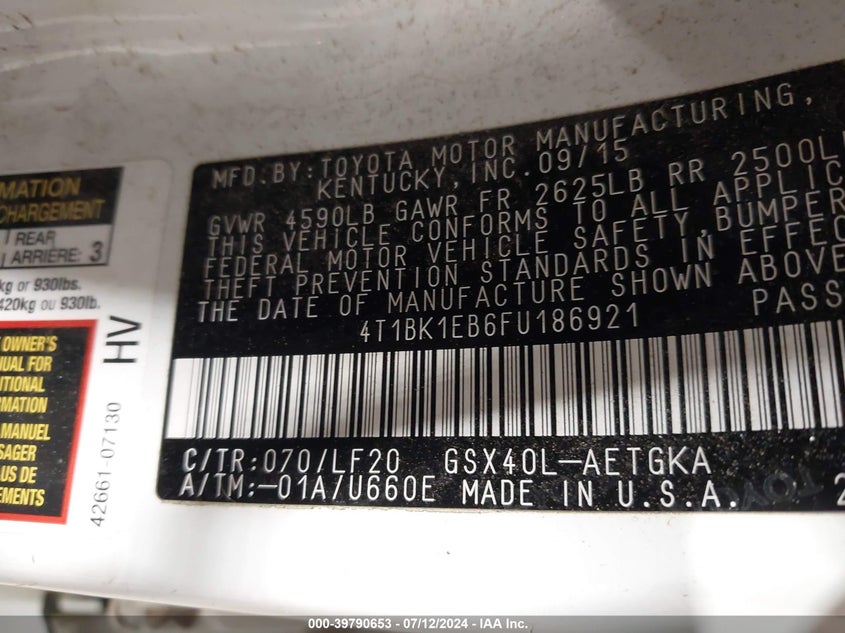 MFD.BY:TOYOTA MOTOR MANUFACTURING,
KENTUCKY,INC.09/15
GVWR 4590LB GAWR FR 2625LB RR 2500L
THIS VEHICLE CONFORMS TO ALL APPLIC
FEDERAL MOTOR VEHICLE SAFETY,BUMPER
THEFT PREVENTION STANDARDS IN EFFEC
THE DATE OF MANUFACTURE SHOWN ABOVE
4T1BK1EB6FU186921 PASS
C/TR:070/LF20 GSX40L-AETGKA
A/TM:-01A/U660E MADE IN U.S.A. 2
MATION
CHARGEMENT
REAR
ARRIÈRE: 3
kg or 930lbs.
420kg ou 930lb.
OWNER'S
UAL FOR
ITIONAL
RMATION
MANUEL
SAGER
LUS DE
EMENTS
HV
42661-07130
000-39790653 - 07/12/2024 - IAA Inc.